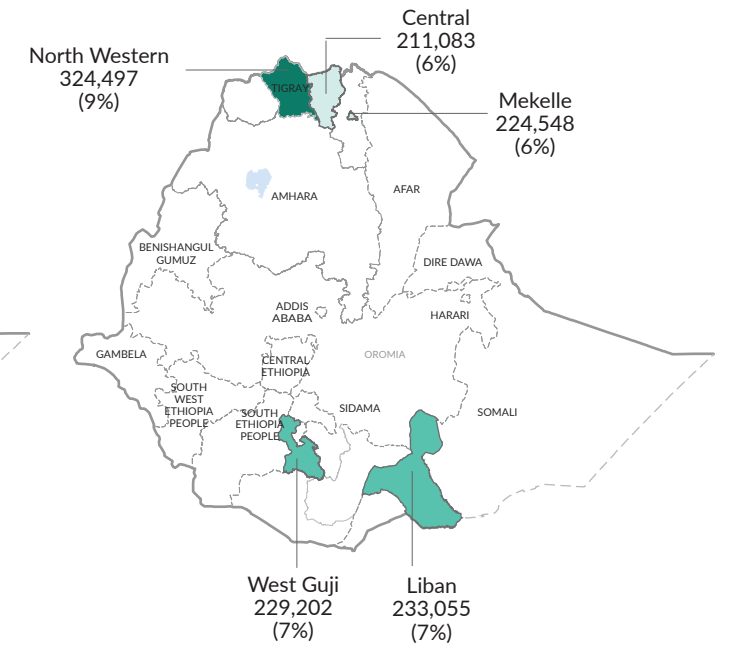 Central
211,083
(6%)
North Western
324,497
(9%)
TIGRAY
Mekelle
224,548
(6%)
AMHARA
AFAR
BENISHANGUL
GUMUZ
DIRE DAWA
ADDIS
ABABA
HARARI
GAMBELA
CENTRAL
ETHIOPIA
OROMIA
SOUTH
WEST
ETHIOPIA
PEOPLE
SOUTH
ETHIOPIA
PEOPLE
SIDAMA
SOMALI
West Guji
229,202
(7%)
Liban
233,055
(7%)